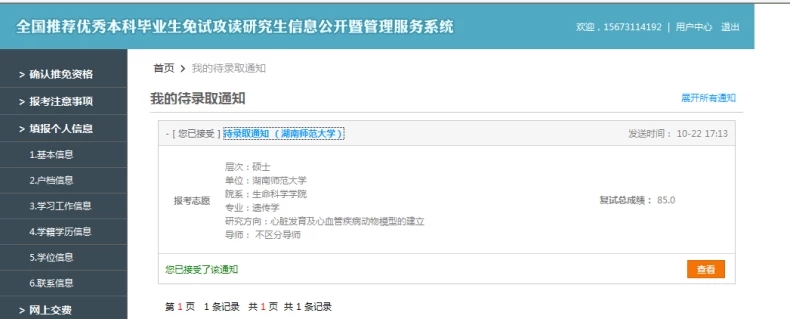 全国推荐优秀本科毕业生免试攻读研究生信息公开暨管理服务系统
欢迎, 15673114192 | 用户中心 退出
> 确认推免资格
> 报考注意事项
> 填报个人信息
1.基本信息
2.户档信息
3.学习工作信息
4.学籍学历信息
5.学位信息
6.联系信息
> 网上交费
首页 > 我的待录取通知
我的待录取通知
展开所有通知
- [ 您已接受 ] 待录取通知 （湖南师范大学）
发送时间： 10-22 17:13
报考志愿
层次：硕士
单位：湖南师范大学
院系：生命科学学院
专业：遗传学
研究方向：心脏发育及心血管疾病动物模型的建立
导师： 不区分导师
复试总成绩： 85.0
您已接受了该通知
查看
第 1 页 1 条记录 共 1 页 共 1 条记录